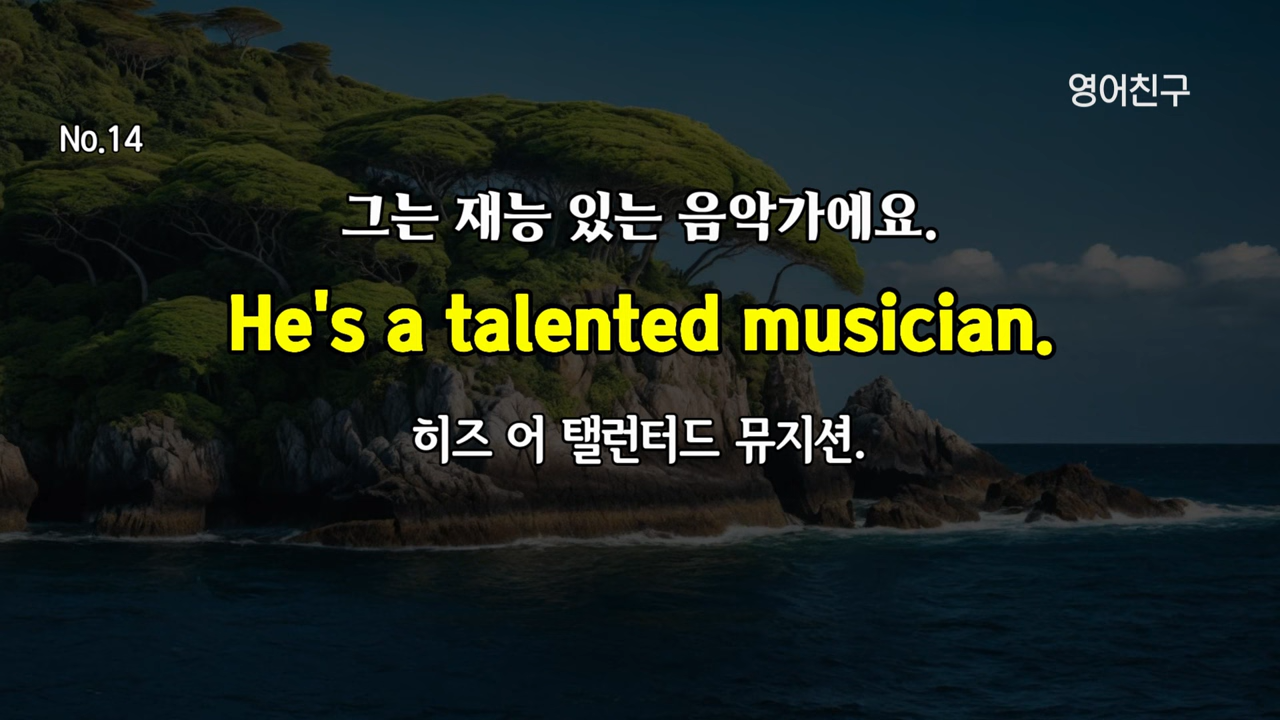 영어친구
No.14
그는 재능 있는 음악가에요.
He's a talented musician.
히즈 어 탤런터드 뮤지션.